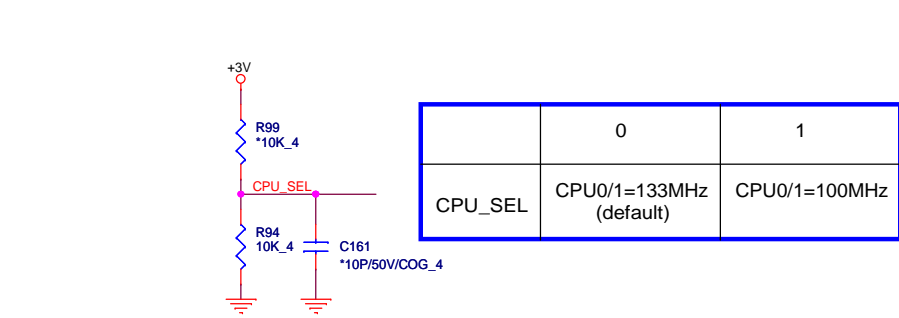 +3V
R99
*10K_4
CPU_SEL
R94
10K_4
C161
*10P/50V/COG_4
0 1
CPU_SEL CPU0/1=133MHz (default) CPU0/1=100MHz